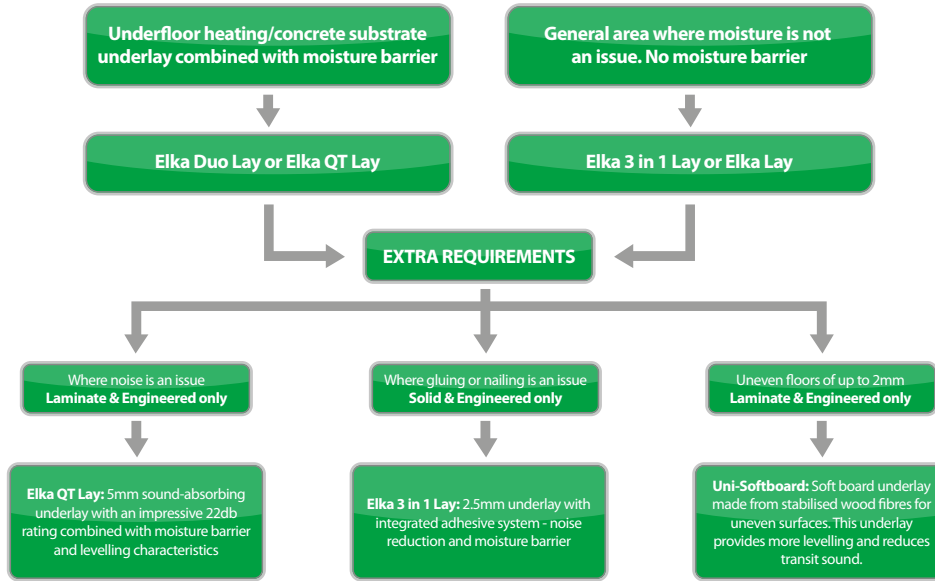 Underfloor heating/concrete substrate
underlay combined with moisture barrier
General area where moisture is not
an issue. No moisture barrier
Elka Duo Lay or Elka QT Lay
Elka 3 in 1 Lay or Elka Lay
EXTRA REQUIREMENTS
Where noise is an issue
Laminate & Engineered only
Where gluing or nailing is an issue
Solid & Engineered only
Uneven floors of up to 2mm
Laminate & Engineered only
Elka QT Lay: 5mm sound-absorbing
underlay with an impressive 22db
rating combined with moisture barrier
and levelling characteristics
Elka 3 in 1 Lay: 2.5mm underlay with
integrated adhesive system - noise
reduction and moisture barrier
Uni-Softboard: Soft board underlay
made from stabilised wood fibres for
uneven surfaces. This underlay
provides more levelling and reduces
transit sound.